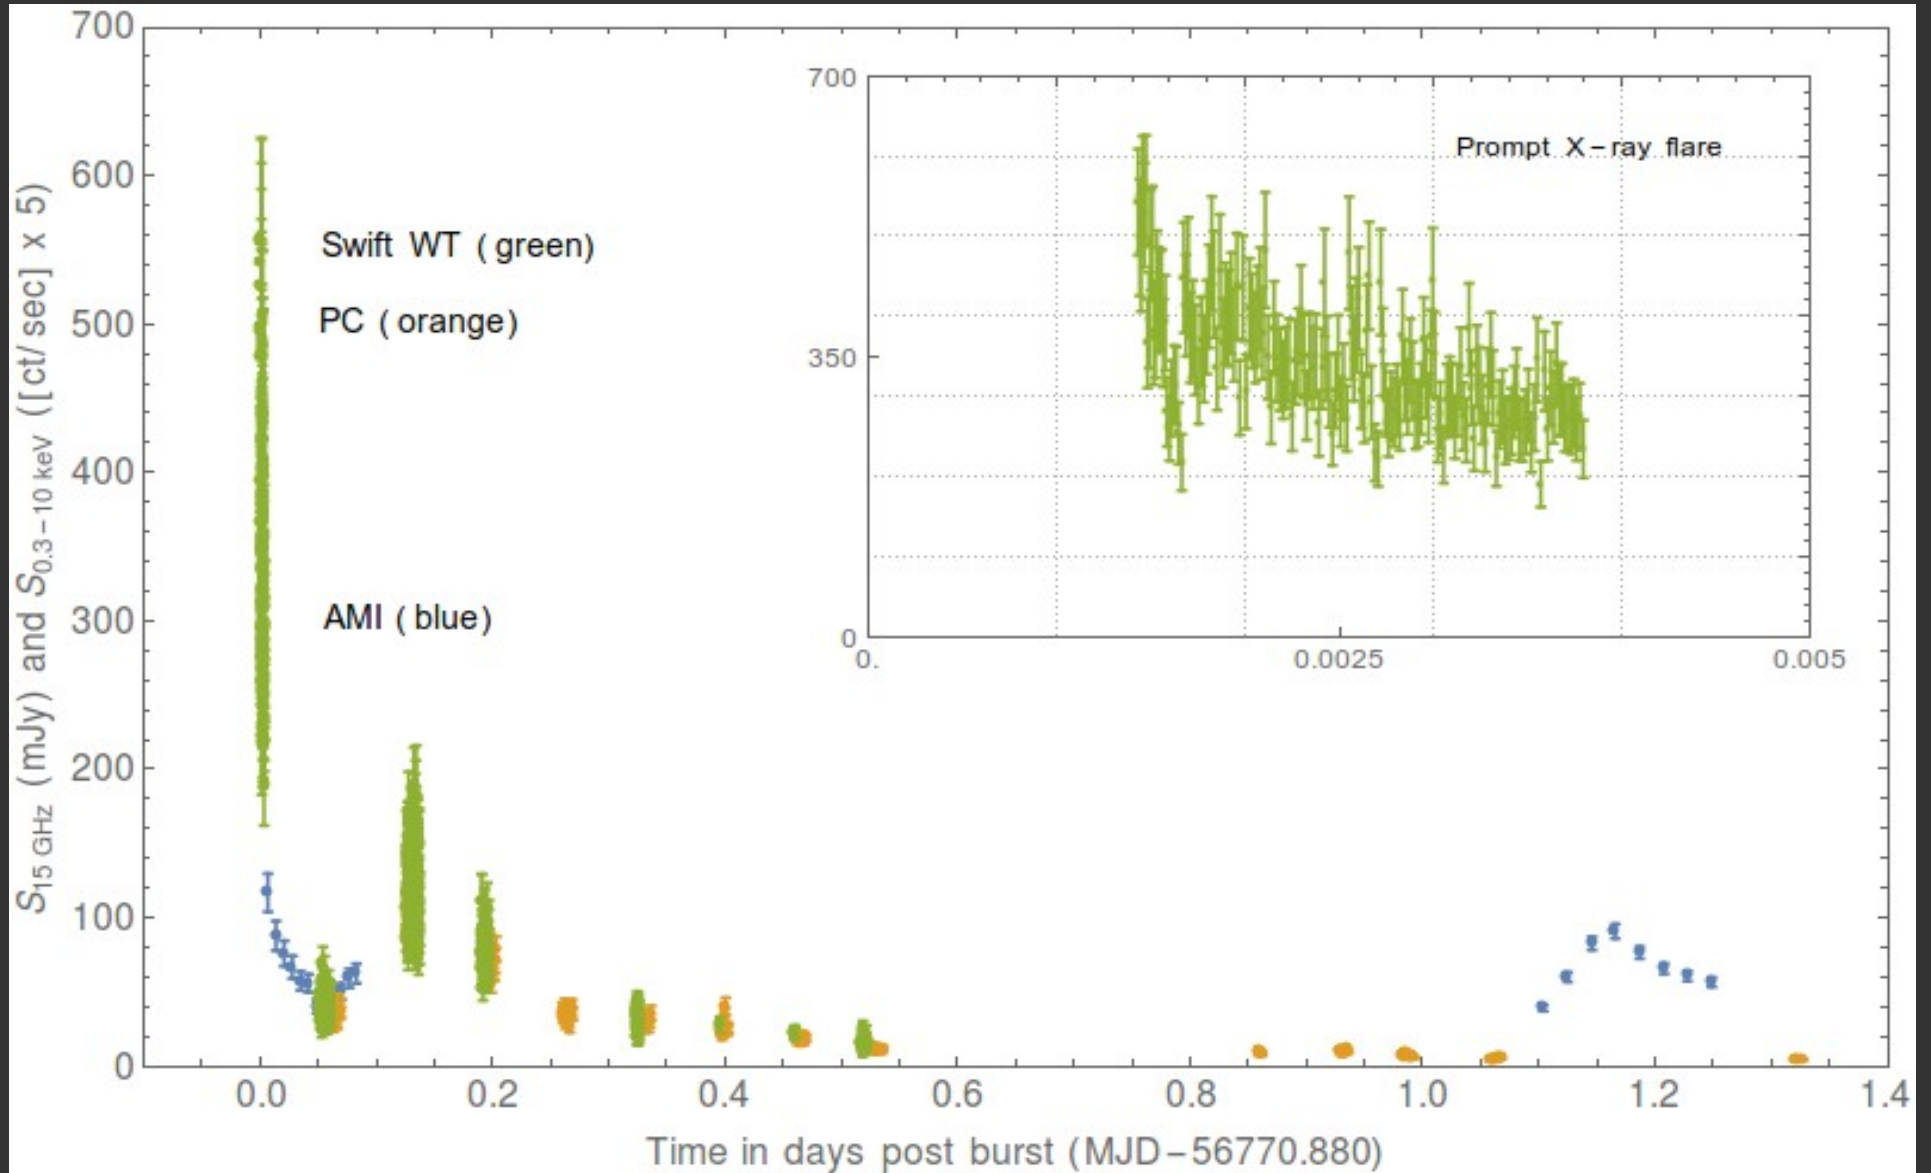 700
600
500
400
300
200
100
0
S15 GHz (mJy) and S0.3–10 keV ([ct/sec] x 5)
Swift WT (green)
PC (orange)
AMI (blue)
700
350
0
Prompt X–ray flare
0. 0.0025 0.005
0.0 0.2 0.4 0.6 0.8 1.0 1.2 1.4
Time in days post burst (MJD–56770.880)